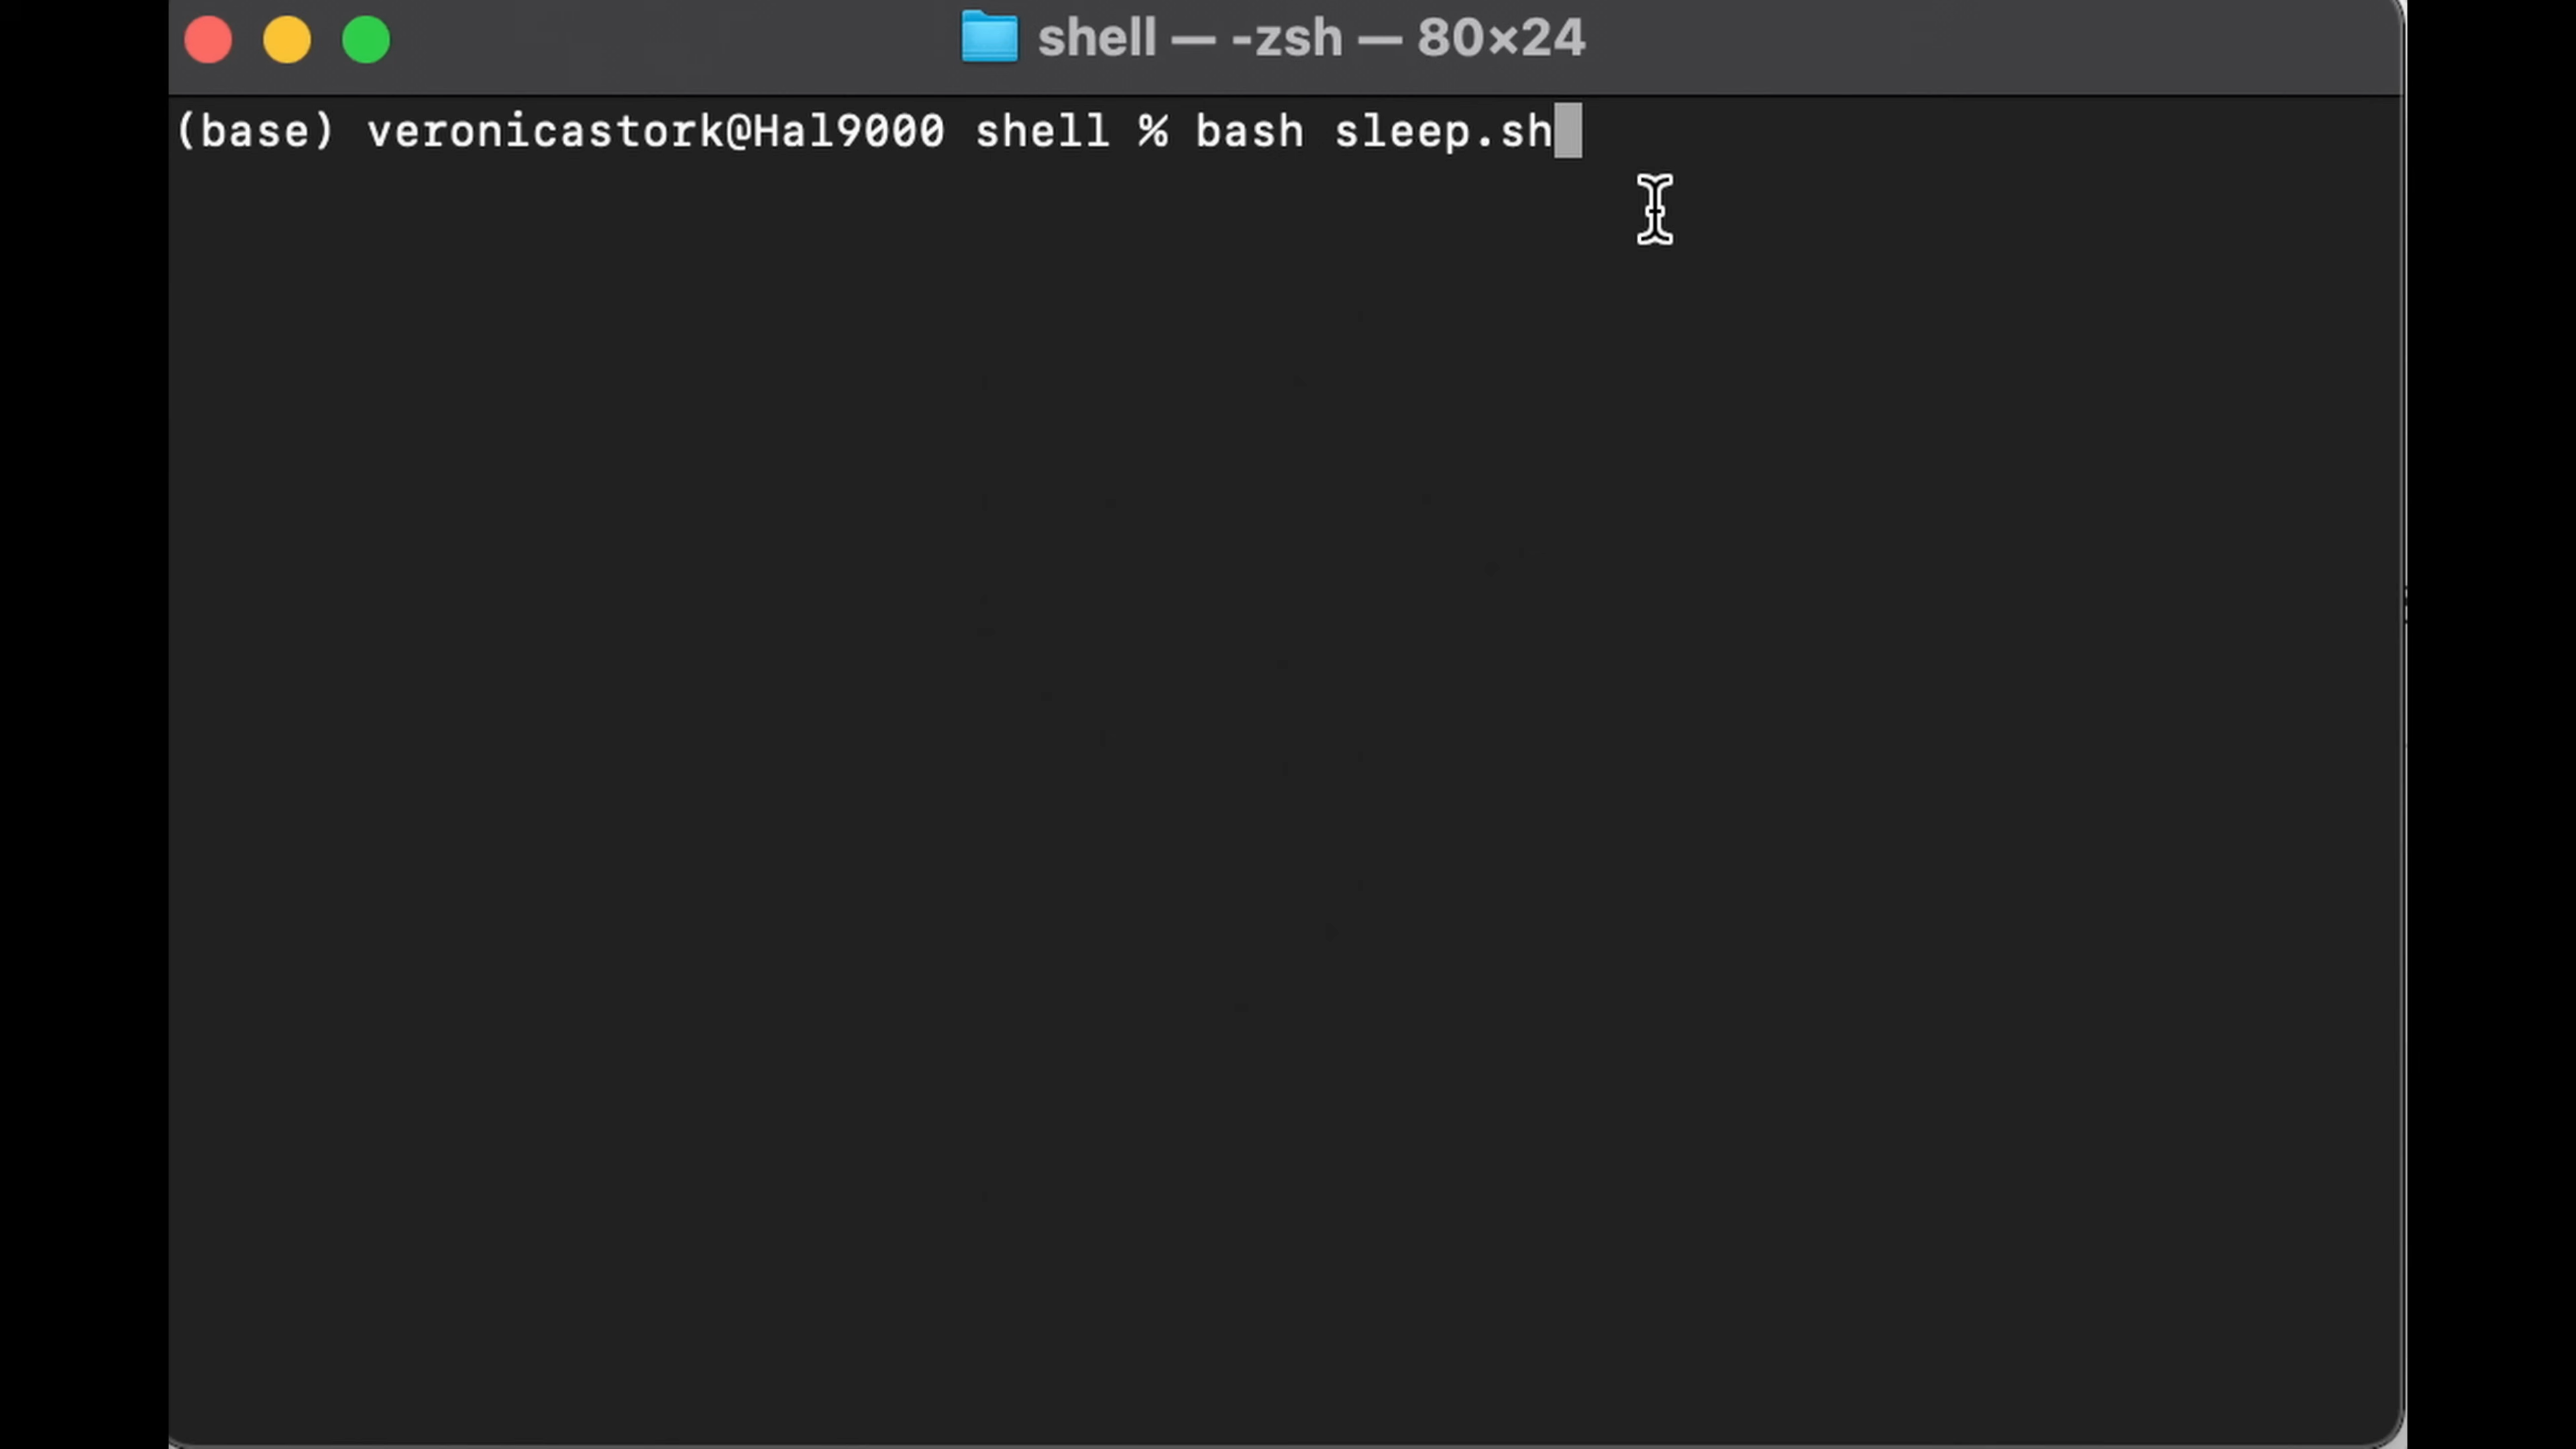 shell — -zsh — 80×24
(base) veronicastork@Hal9000 shell % bash sleep.sh